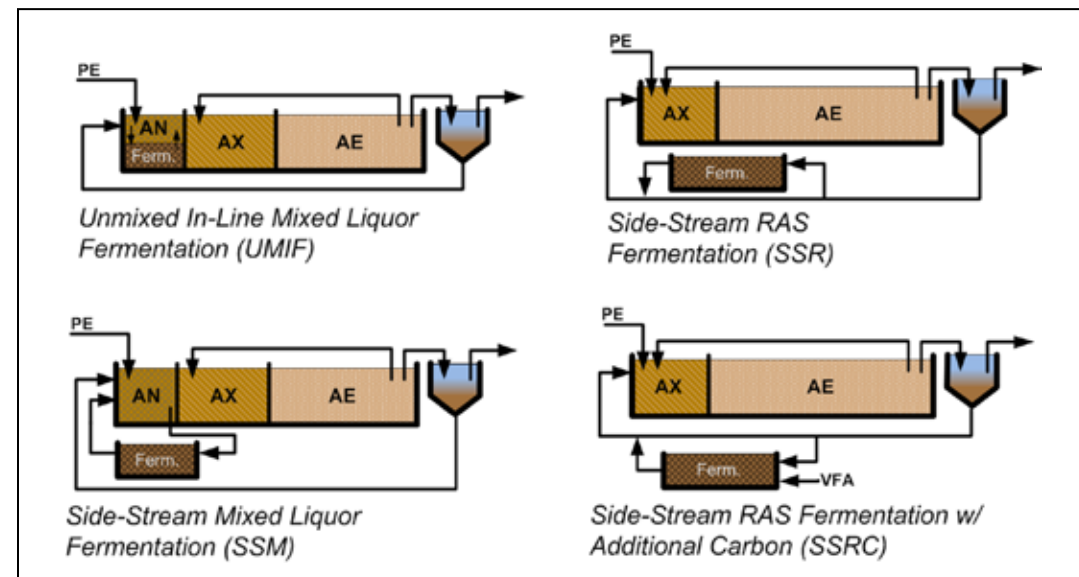 PE
AN
Ferm.
AX
AE
Unmixed In-Line Mixed Liquor
Fermentation (UMIF)
PE
AX
AE
Ferm.
Side-Stream RAS
Fermentation (SSR)
PE
AN
AX
AE
Ferm.
Side-Stream Mixed Liquor
Fermentation (SSM)
PE
AX
AE
Ferm.
VFA
Side-Stream RAS Fermentation w/
Additional Carbon (SSRC)